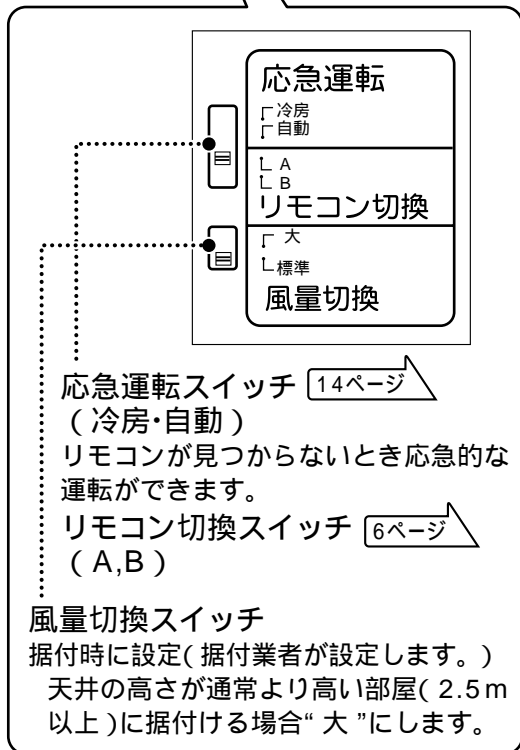 応急運転
冷房
自動
A
B
リモコン切換
大
標準
風量切換
応急運転スイッチ 14ページ
(冷房・自動)
リモコンが見つからないとき応急的な
運転ができます。
リモコン切換スイッチ 6ページ
(A,B)
風量切換スイッチ
据付時に設定(据付業者が設定します。)
天井の高さが通常より高い部屋(2.5m
以上)に据付ける場合“大”にします。